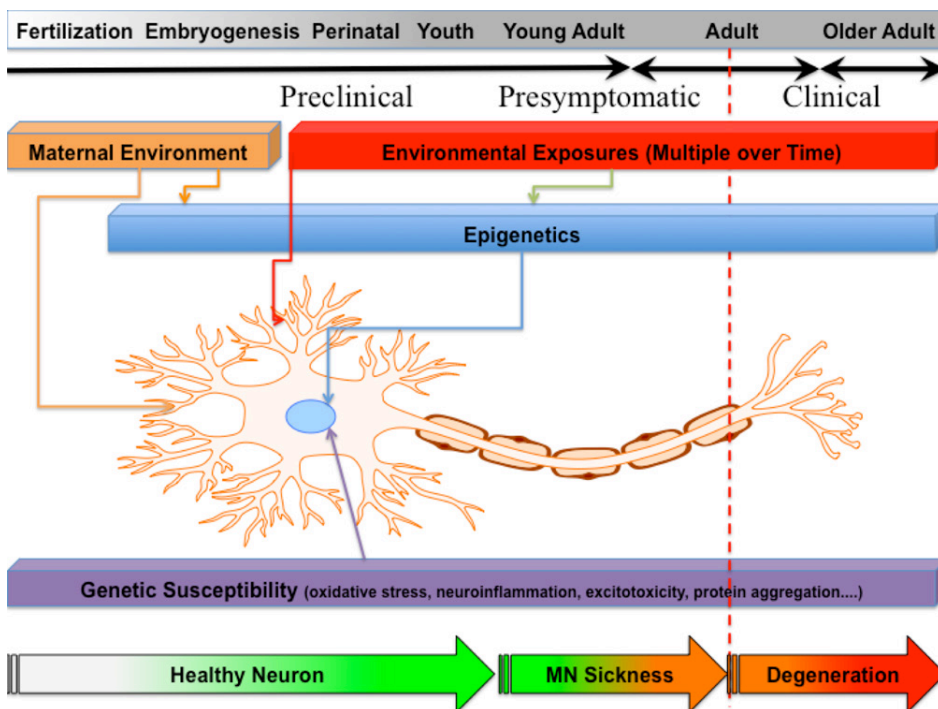 Fertilization Embryogenesis Perinatal Youth Young Adult Adult Older Adult
Preclinical Presymptomatic Clinical
Maternal Environment Environmental Exposures (Multiple over Time)
Epigenetics
Genetic Susceptibility (oxidative stress, neuroinflammation, excitotoxicity, protein aggregation....)
Healthy Neuron MN Sickness Degeneration